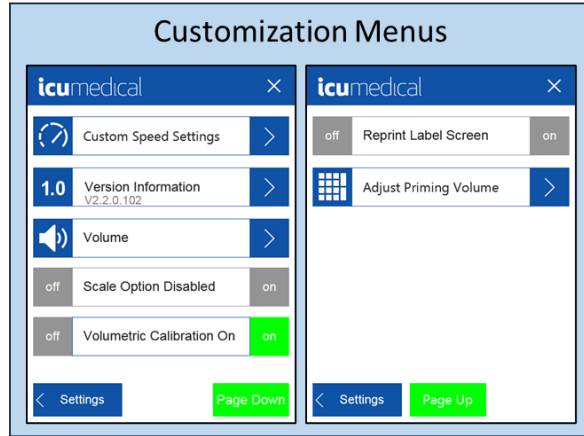 Customization Menus
icumedical
Custom Speed Settings
1.0
Version Information
V2.2.0.102
Volume
off
Scale Option Disabled
on
off
Volumetric Calibration On
on
Settings
Page Down
icumedical
off
Reprint Label Screen
on
Adjust Priming Volume
Settings
Page Up